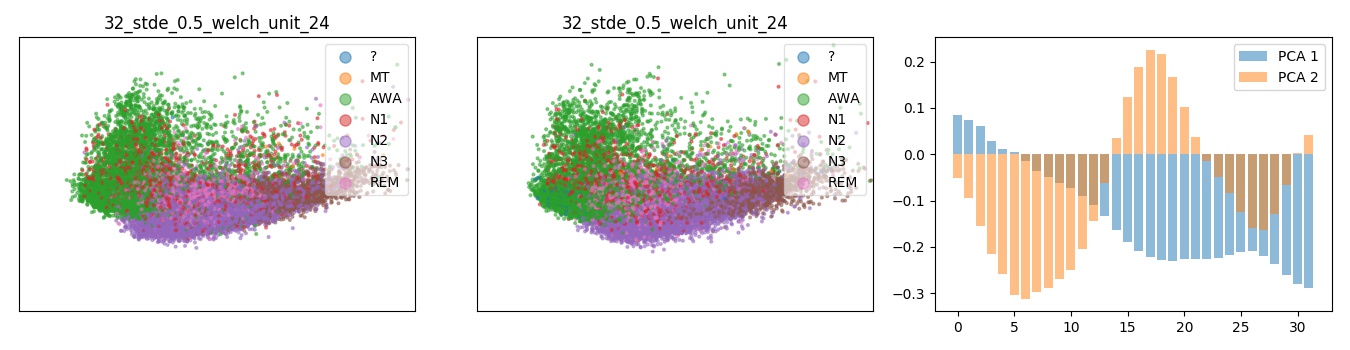 32_stde_0.5_welch_unit_24
?
MT
AWA
N1
N2
N3
REM
32_stde_0.5_welch_unit_24
?
MT
AWA
N1
N2
N3
REM
PCA 1
PCA 2
0.2
0.1
0.0
−0.1
−0.2
−0.3
0 5 10 15 20 25 30